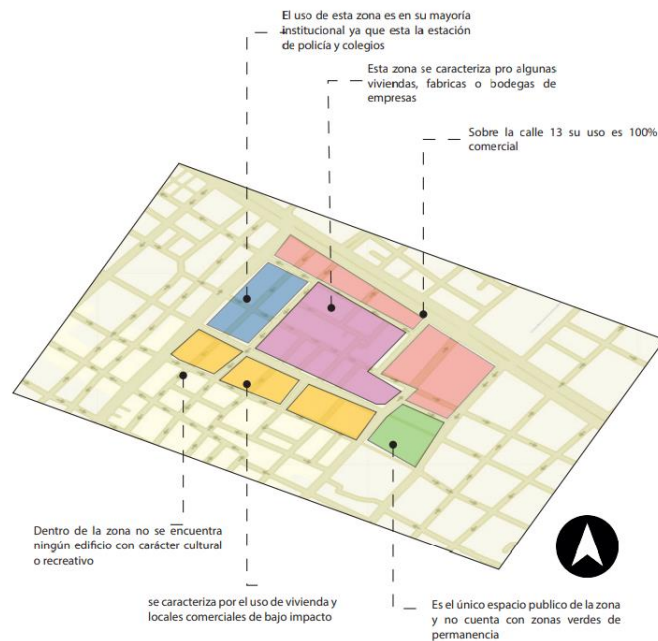 El uso de esta zona es en su mayoría
institucional ya que esta la estación
de policía y colegios
Esta zona se caracteriza pro algunas
viviendas, fabricas o bodegas de
empresas
Sobre la calle 13 su uso es 100%
comercial
Dentro de la zona no se encuentra
ningún edificio con carácter cultural
o recreativo
se caracteriza por el uso de vivienda y
locales comerciales de bajo impacto
Es el único espacio publico de la zona
y no cuenta con zonas verdes de
permanencia